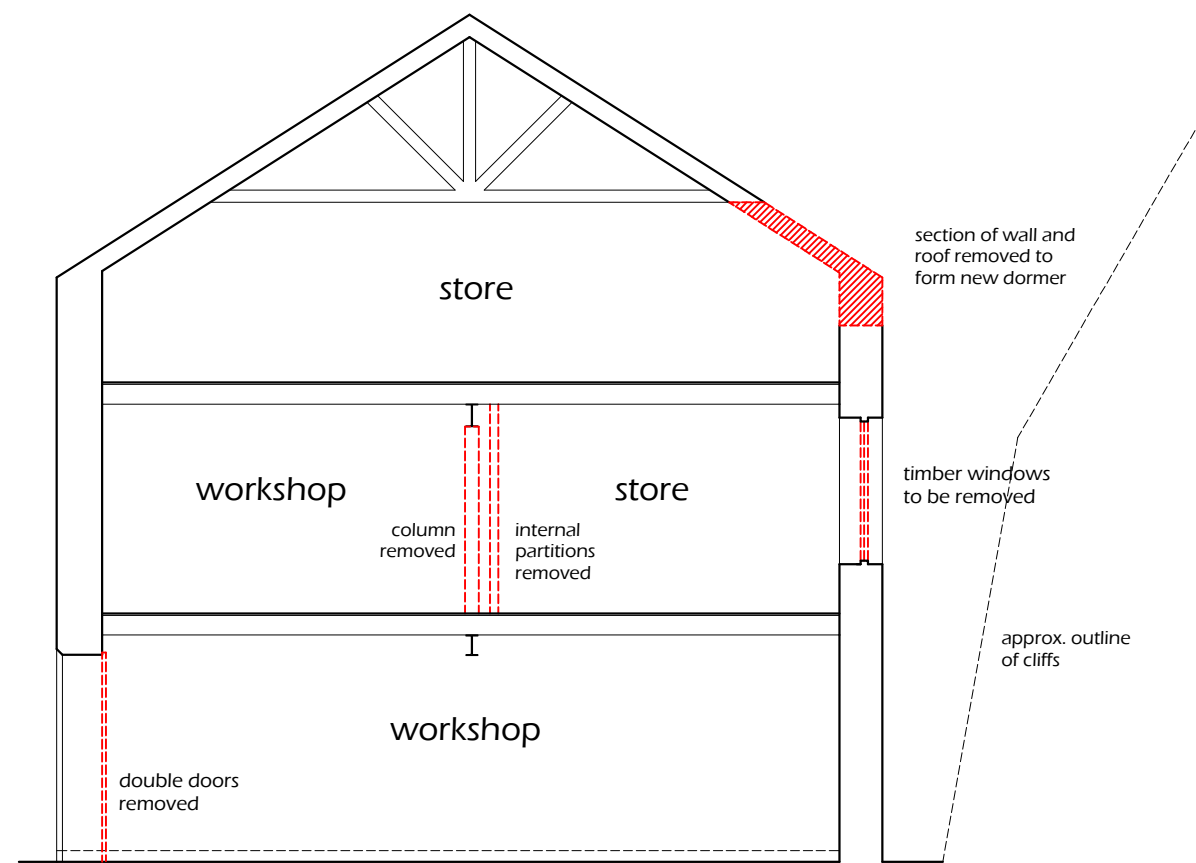 section of wall and
roof removed to
form new dormer
store
workshop
store
timber windows
to be removed
column
removed
internal
partitions
removed
approx. outline
of cliffs
workshop
double doors
removed